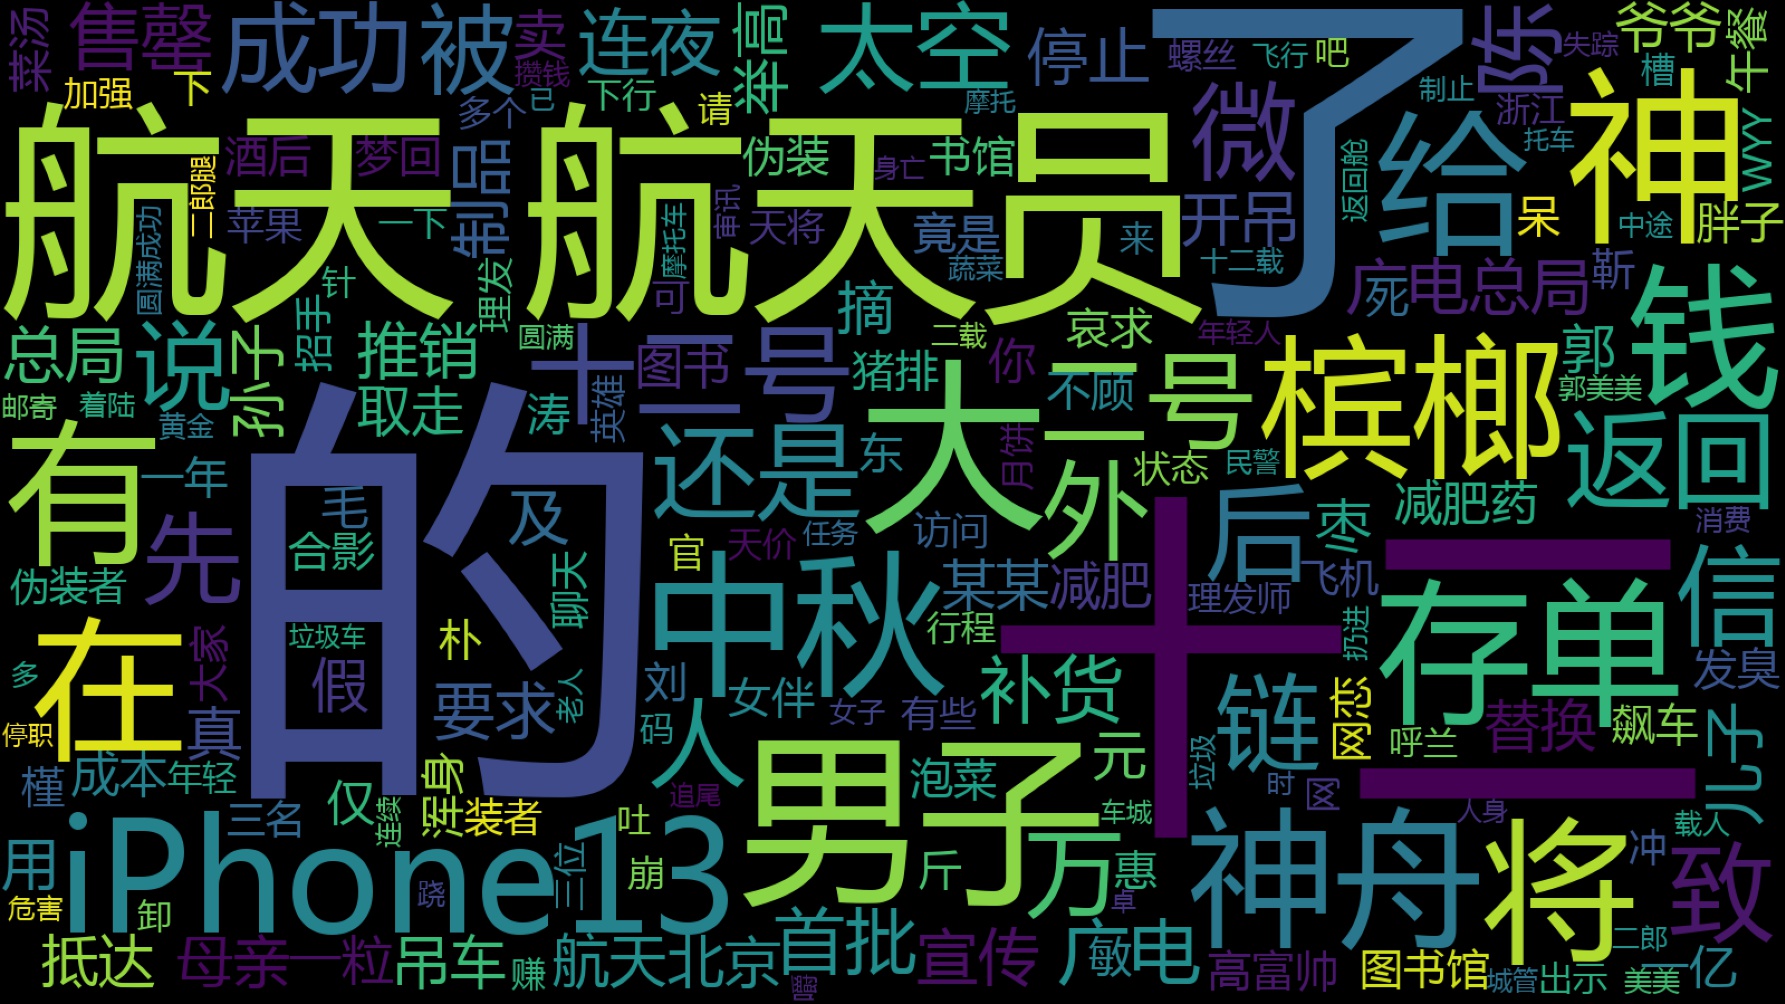 菜汤
售罄
成功
被
卖
连夜
举高
太空
停止
了
螺丝
飞行
吧
陈
失踪
爷爷
午餐
攒钱
加强
下
多个
已
下行
请
摩托
微
制止
浙江
槽
神
给
航天
航天员
酒后
梦回
制品
伪装
书馆
身亡
托车
WYY
二郎腿
苹果
一下
摩托车
审讯
天将
竟是
蔬菜
来
开吊
十二载
返回舱
呆
中途
胖子
圆满成功
针
理发
可
摘
哀求
死
广电总局
靳
钱
总局
说
孙子
招手
推销
十二
圆满
图书
号
二载
年轻人
你
猪排
不顾
二号
郭
郭美美
邮寄
着陆
黄金
取走
涛
英雄
大
槟榔
返回
有
一年
的
还是
东
月饼
外
状态
民警
后
枣
减肥药
消费
先
毛
及
合影
聊天
官
天价
任务
访问
某某
减肥
理发师
飞机
信
伪装者
中秋
十二
存单
在
大家
垃圾车
假
朴
要求
老人
刘
女伴
女子
有些
行程
补货
扔进
发臭
多
停职
真
码
人
链
网恋
呼兰
替换
飙车
儿子
槿
成本
年轻
仅
浑身
男子
泡菜
元
垃圾
时
网
三名
连续
装者
追尾
车城
人身
载人
用
iPhone13
三位
吐
崩
斤
万
惠
神舟
将
冲
致
危害
卸
跷
卓
抵达
母亲
一粒
吊车
赚
航天北京
首批
宣传
广电
敏
高富帅
图书馆
二郎
城管
出示
美美
一亿